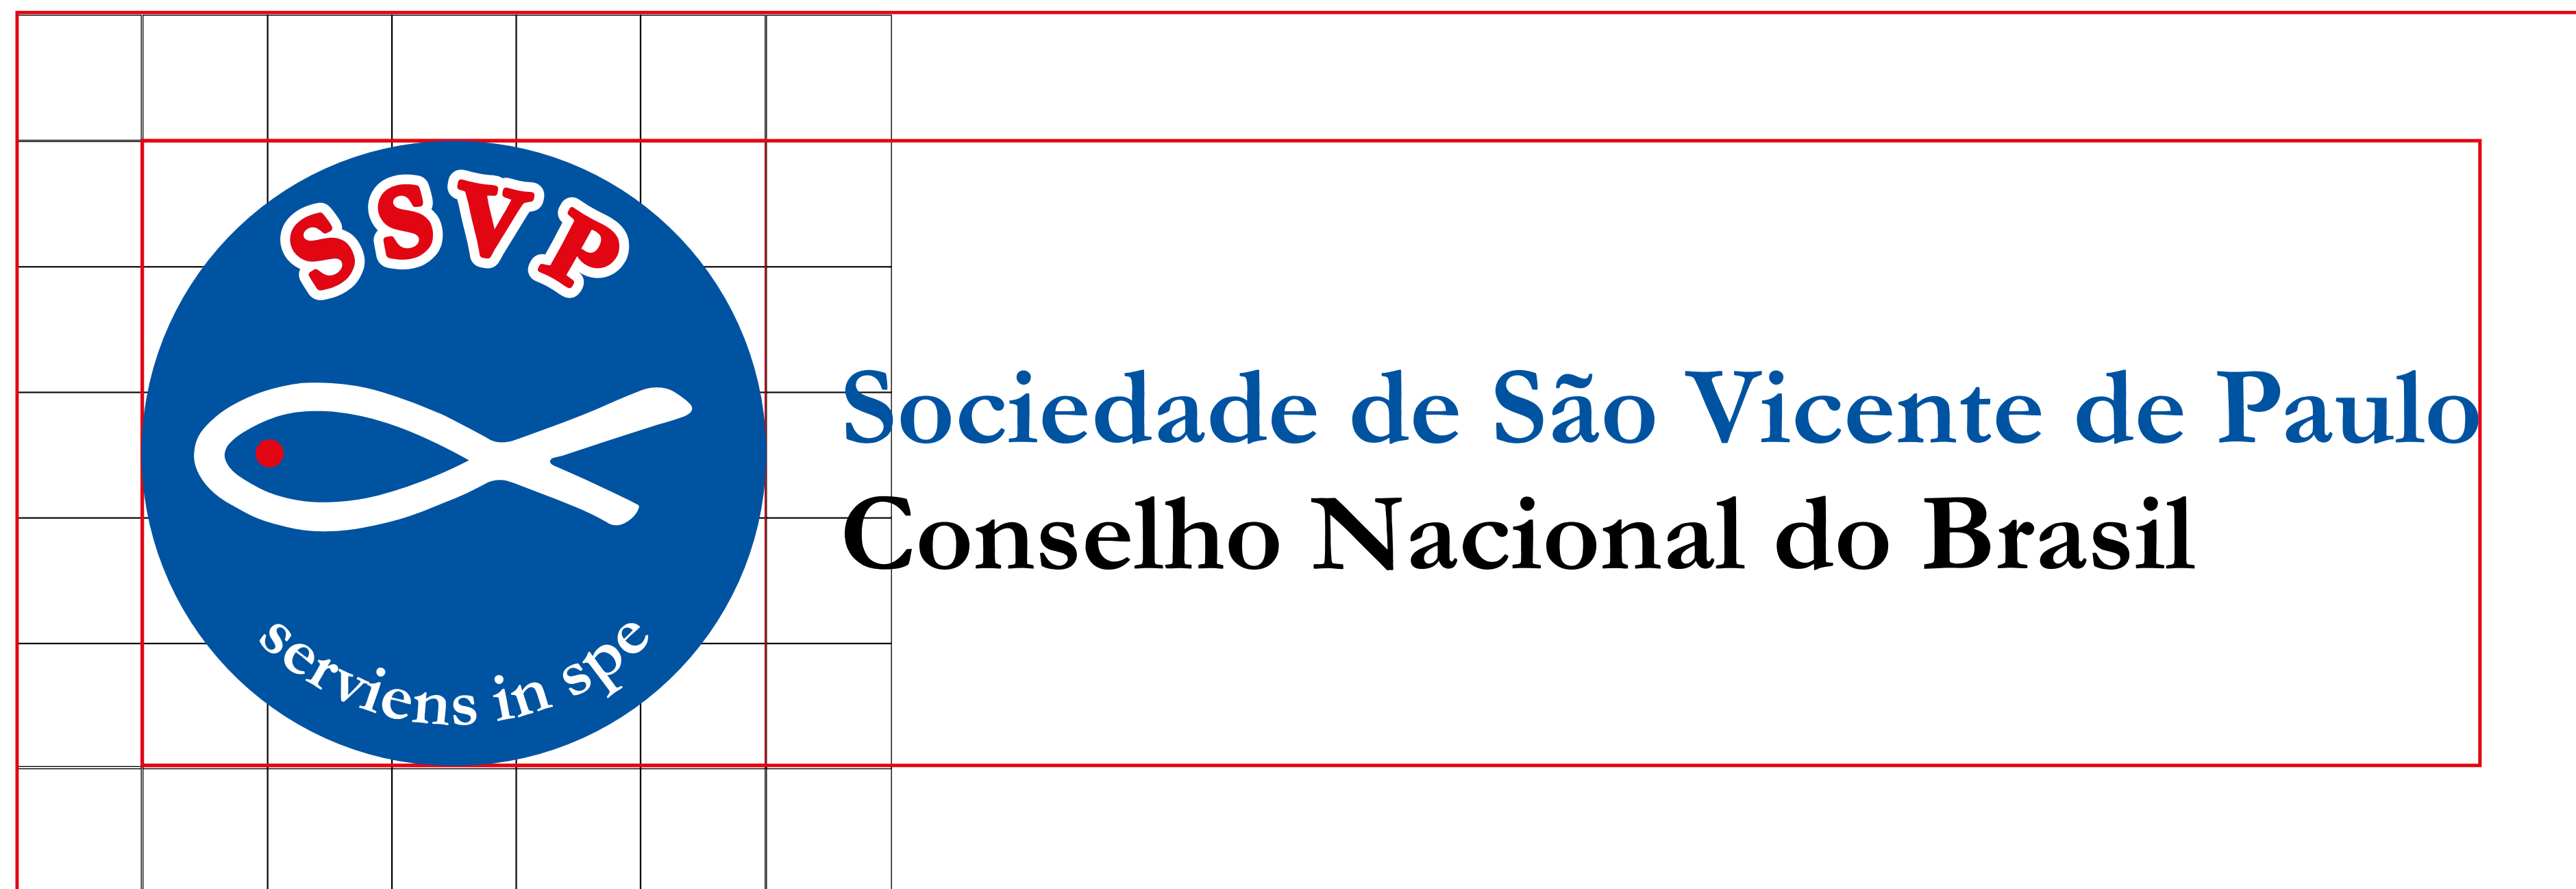 SSVP
serviens in spe
Sociedade de São Vicente de Paulo
Conselho Nacional do Brasil